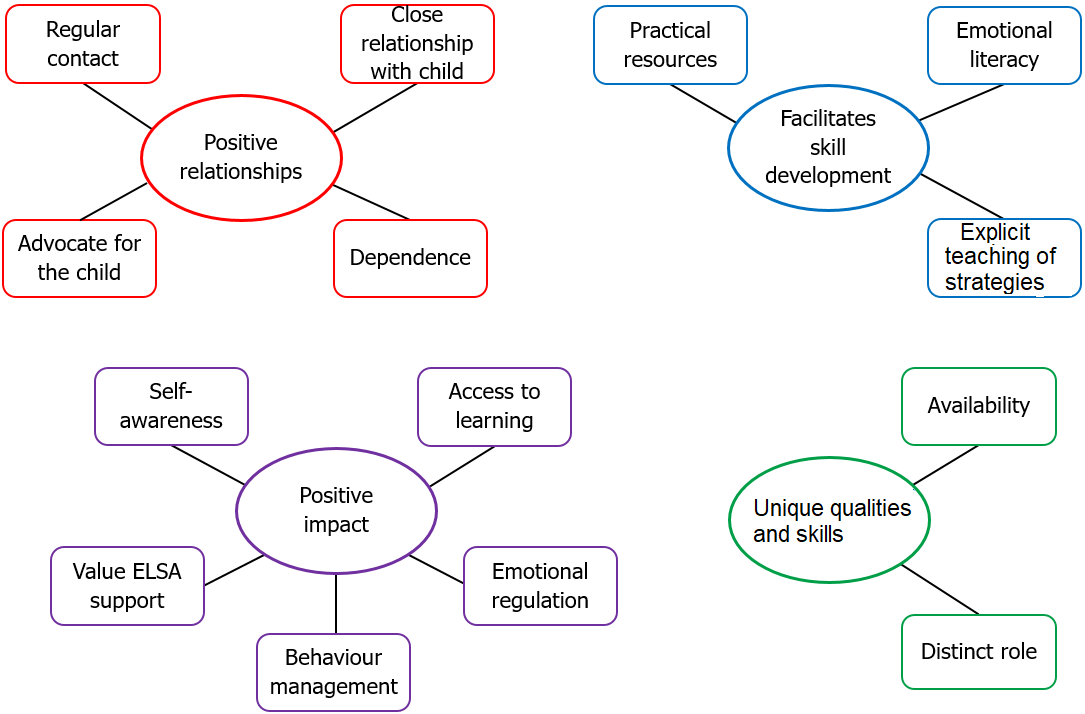 Regular
contact
Close
relationship
with child
Positive
relationships
Advocate for
the child
Dependence
Practical
resources
Emotional
literacy
Facilitates
skill
development
Explicit
teaching of
strategies
Self-
awareness
Access to
learning
Positive
impact
Value ELSA
support
Emotional
regulation
Behaviour
management
Availability
Unique qualities
and skills
Distinct role